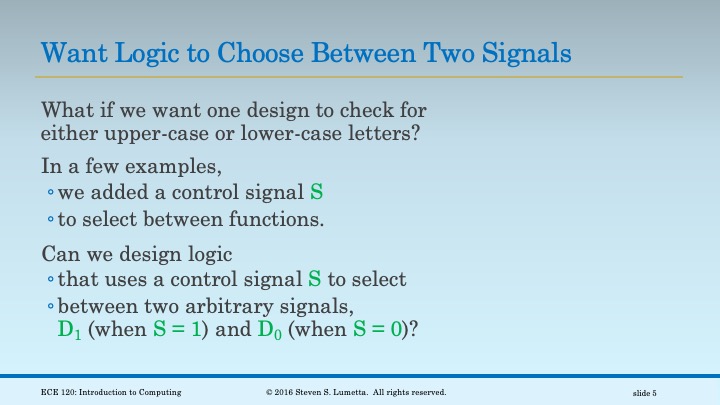 Want Logic to Choose Between Two Signals
What if we want one design to check for
either upper-case or lower-case letters?
In a few examples,
◦ we added a control signal S
◦ to select between functions.
Can we design logic
◦ that uses a control signal S to select
◦ between two arbitrary signals,
D₁ (when S = 1) and D₀ (when S = 0)?
ECE 120: Introduction to Computing © 2016 Steven S. Lumetta. All rights reserved. slide 5